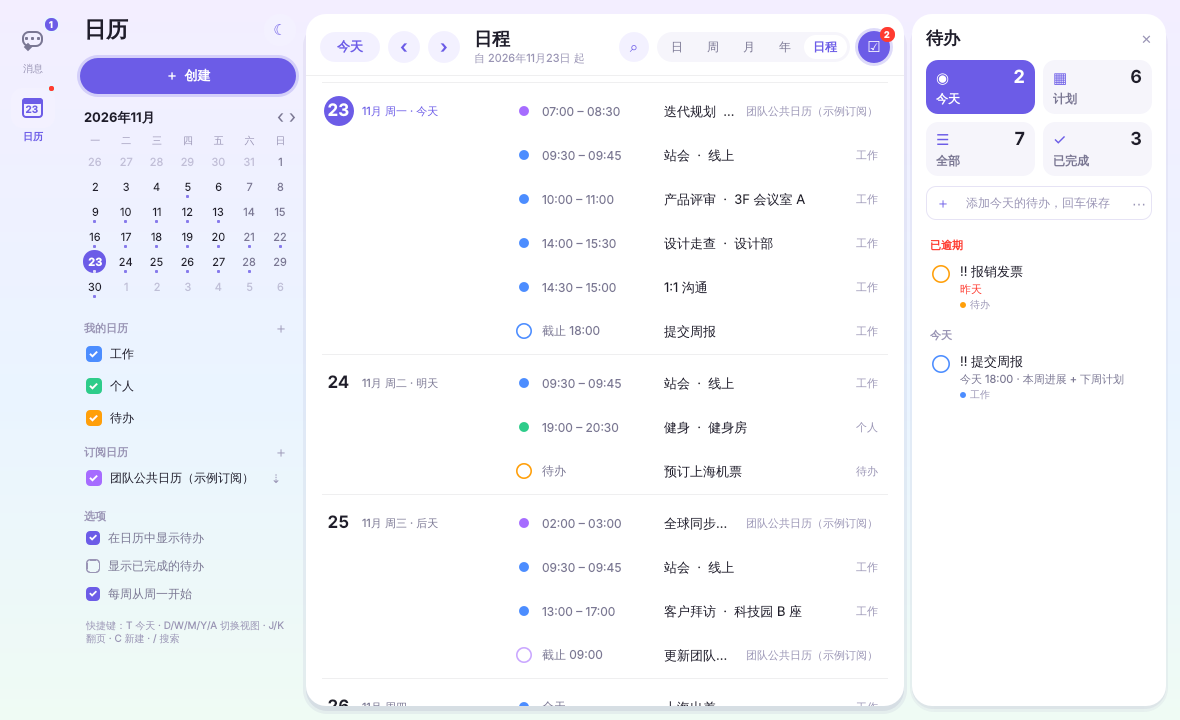 1
消息
23
日历
日历
＋ 创建
2026年11月
一 二 三 四 五 六 日
26 27 28 29 30 31 1
2 3 4 5 6 7 8
9 10 11 12 13 14 15
16 17 18 19 20 21 22
23 24 25 26 27 28 29
30 1 2 3 4 5 6
我的日历 ＋
工作
个人
待办
订阅日历 ＋
团队公共日历（示例订阅） ⇣
选项
在日历中显示待办
显示已完成的待办
每周从周一开始
快捷键：T 今天 · D/W/M/Y/A 切换视图 · J/K
翻页 · C 新建 · / 搜索
今天 ‹ › 日程
自 2026年11月23日 起
日 周 月 年 日程
2
23 11月 周一 · 今天
07:00 – 08:30 迭代规划 ... 团队公共日历（示例订阅）
09:30 – 09:45 站会 · 线上 工作
10:00 – 11:00 产品评审 · 3F 会议室 A 工作
14:00 – 15:30 设计走查 · 设计部 工作
14:30 – 15:00 1:1 沟通 工作
截止 18:00 提交周报 工作
24 11月 周二 · 明天
09:30 – 09:45 站会 · 线上 工作
19:00 – 20:30 健身 · 健身房 个人
待办 预订上海机票 待办
25 11月 周三 · 后天
02:00 – 03:00 全球同步... 团队公共日历（示例订阅）
09:30 – 09:45 站会 · 线上 工作
13:00 – 17:00 客户拜访 · 科技园 B 座 工作
截止 09:00 更新团队... 团队公共日历（示例订阅）
26 11月 周四 全天 上海出差 工作
待办 ×
2
今天
6
计划
7
全部
3
已完成
＋ 添加今天的待办，回车保存 ⋯
已逾期
!! 报销发票
昨天
待办
今天
!! 提交周报
今天 18:00 · 本周进展 + 下周计划
工作